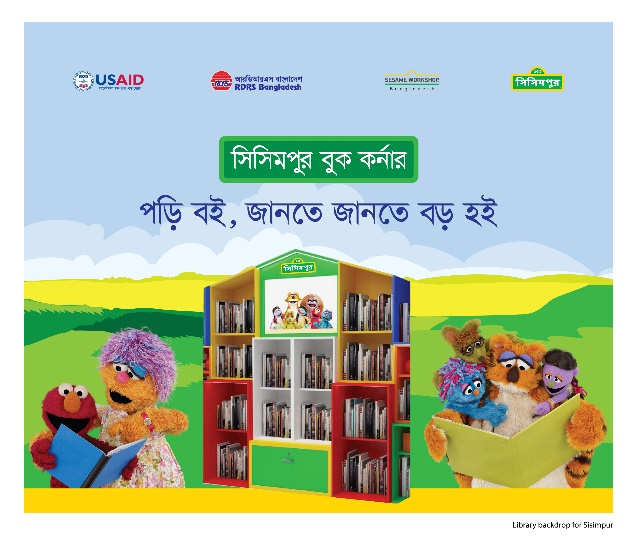 USAID
আরডিআরএস বাংলাদেশ
RDRS Bangladesh
SESAME WORKSHOP
Bangladesh
সিসিমপুর
সিসিমপুর বুক কর্নার
পড়ি বই, জানতে জানতে বড় হই
সিসিমপুর
Library backdrop for Sisimpur